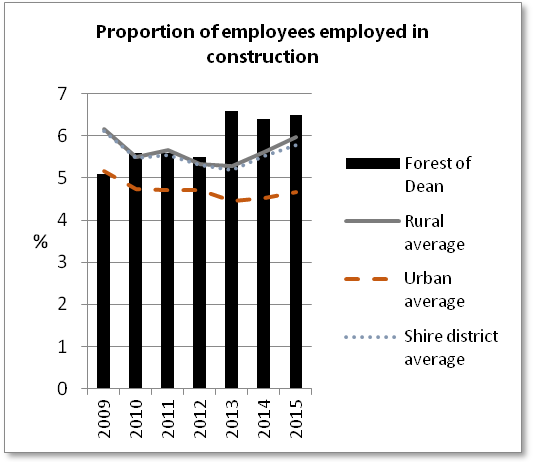 Proportion of employees employed in
construction
7
6
5
4
3
2
1
0
%
2009
2010
2011
2012
2013
2014
2015
Forest of
Dean
Rural
average
Urban
average
Shire district
average